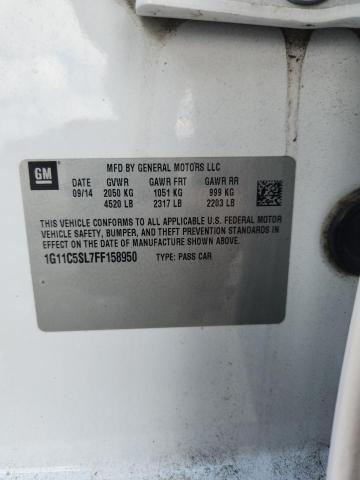 GM
MFD BY GENERAL MOTORS LLC
DATE GVWR GAWR FRT GAWR RR
09/14 2050 KG 1051 KG 999 KG
4520 LB 2317 LB 2203 LB
THIS VEHICLE CONFORMS TO ALL APPLICABLE U.S. FEDERAL MOTOR
VEHICLE SAFETY, BUMPER, AND THEFT PREVENTION STANDARDS IN
EFFECT ON THE DATE OF MANUFACTURE SHOWN ABOVE.
1G11C5SL7FF158950 TYPE: PASS CAR